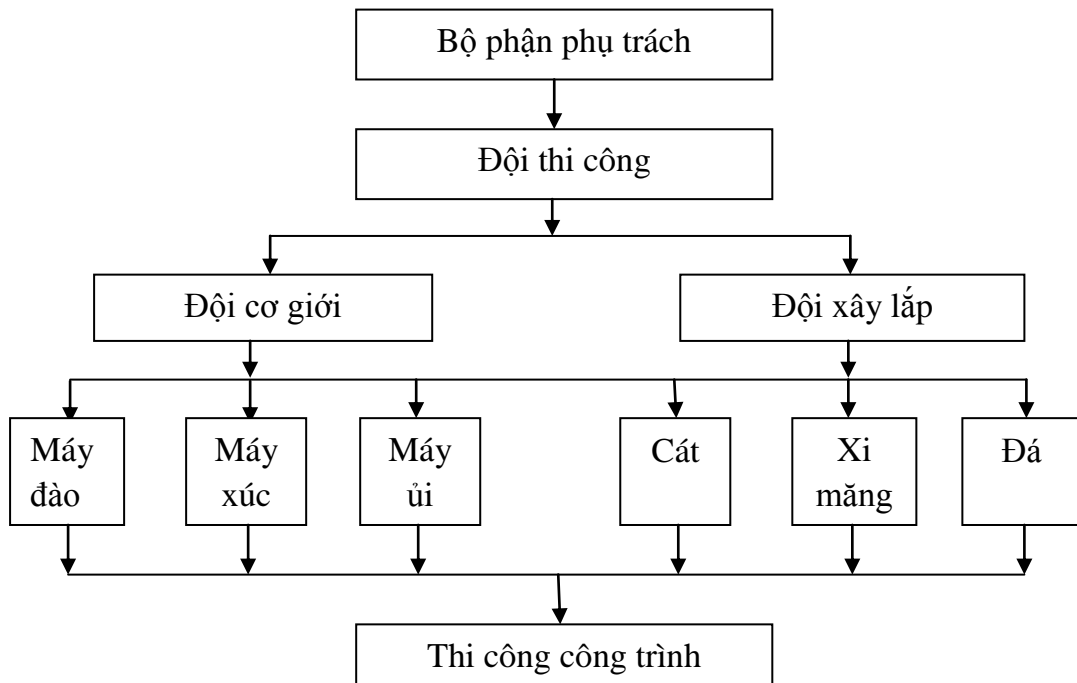 Bộ phận phụ trách
Đội thi công
Đội cơ giới
Đội xây lắp
Máy
đào
Máy
xúc
Máy
ủi
Cát
Xi
măng
Đá
Thi công công trình